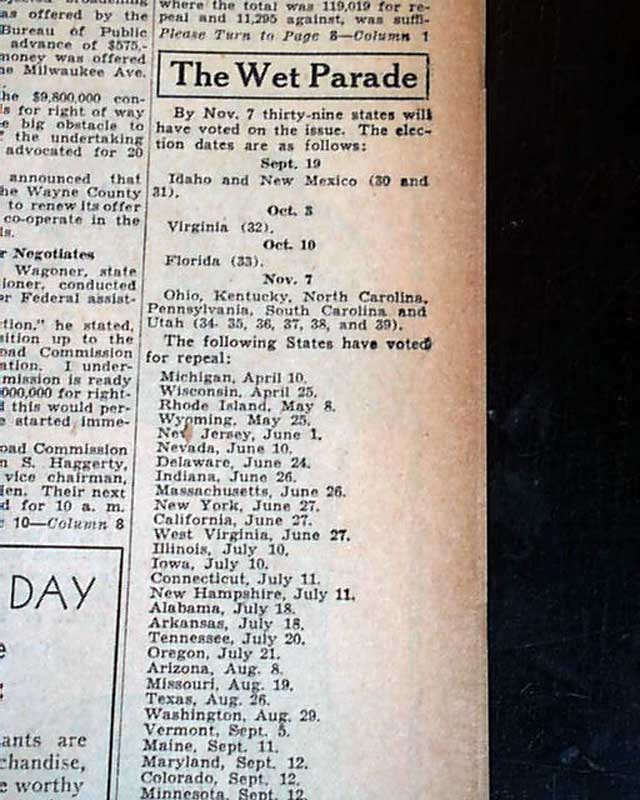 as offered by the
Bureau of Public
advance of $575,-
money was offered
Milwaukee Ave.
$9,800,000 con-
for right of way
big obstacle to
the undertaking
advocated for 20
announced that
Wayne County
to renew its offer
co-operate in the
Negotiates
Wagoner, state
conducted
Federal assist-
he stated,
up to the
Commission
I under-
mission is ready
for right-
this would per-
started imme-
Commission
S. Haggerty,
vice chairman,
Their next
for 10 a. m.
10—Column 8
DAY
are
worthy
where the total was 119,019 for re-
peal and 11,295 against, was suffi-
Please Turn to Page 8—Column 1
The Wet Parade
By Nov. 7 thirty-nine states will
have voted on the issue. The elec-
tion dates are as follows:
Sept. 19
Idaho and New Mexico (30 and
31).
Oct. 3
Virginia (32).
Oct. 10
Florida (33).
Nov. 7
Ohio, Kentucky, North Carolina,
Pennsylvania, South Carolina and
Utah (34- 35, 36, 37, 38, and 39).
The following States have voted
for repeal:
Michigan, April 10.
Wisconsin, April 25.
Rhode Island, May 8.
Wyoming, May 25.
New Jersey, June 1.
Nevada, June 10.
Delaware, June 24.
Indiana, June 26.
Massachusetts, June 26.
New York, June 27.
California, June 27.
West Virginia, June 27.
Illinois, July 10.
Iowa, July 10.
Connecticut, July 11.
New Hampshire, July 11.
Alabama, July 18.
Arkansas, July 18.
Tennessee, July 20.
Oregon, July 21.
Arizona, Aug. 8.
Missouri, Aug. 19.
Texas, Aug. 26.
Washington, Aug. 29.
Vermont, Sept. 5.
Maine, Sept. 11.
Maryland, Sept. 12.
Colorado, Sept. 12.
Minnesota, Sept. 12.